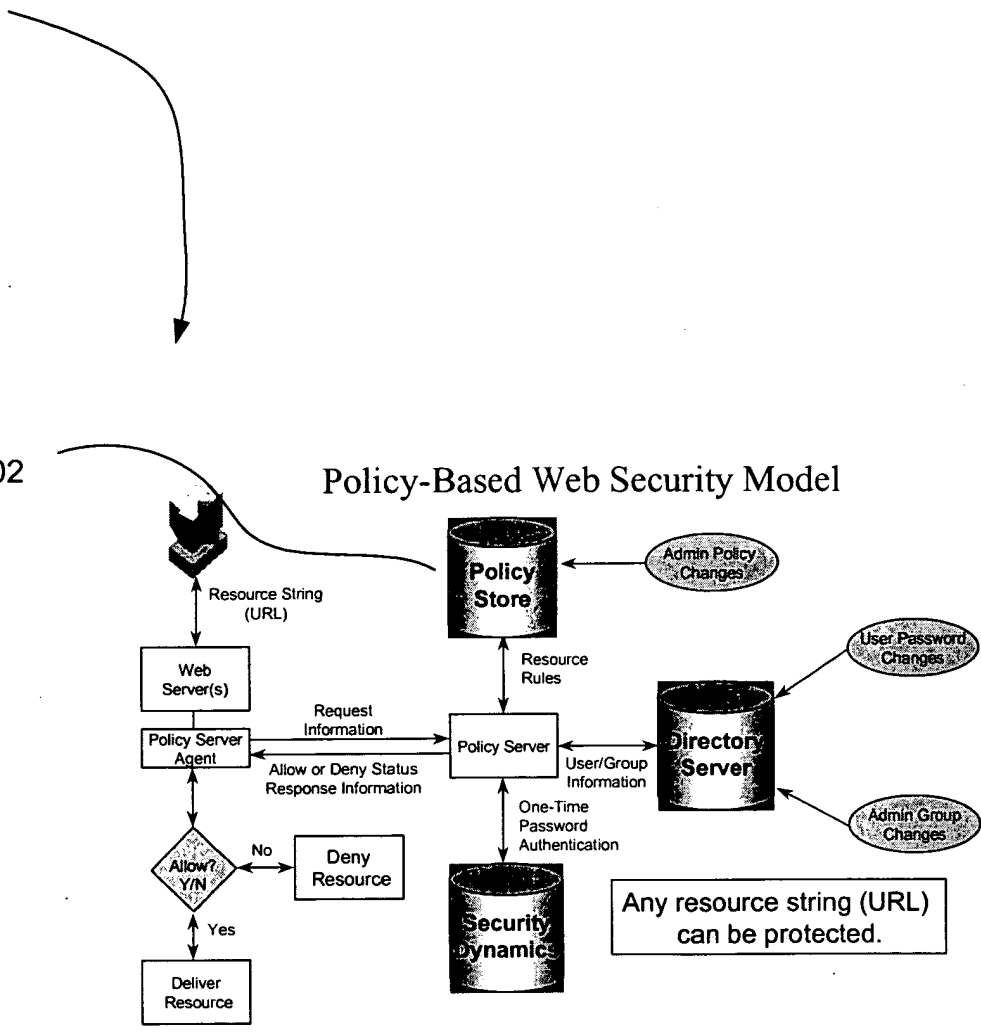 02
Policy-Based Web Security Model
Resource String
(URL)
Policy
Store
Admin Policy
Changes
Web
Server(s)
Resource
Rules
User Password
Changes
Request
Information
Policy Server
Agent
Policy Server
Directory
Server
Allow or Deny Status
Response Information
User/Group
Information
One-Time
Password
Authentication
Admin Group
Changes
Allow?
Y/N
No
Deny
Resource
Yes
Security
Dynamics
Any resource string (URL)
can be protected.
Deliver
Resource